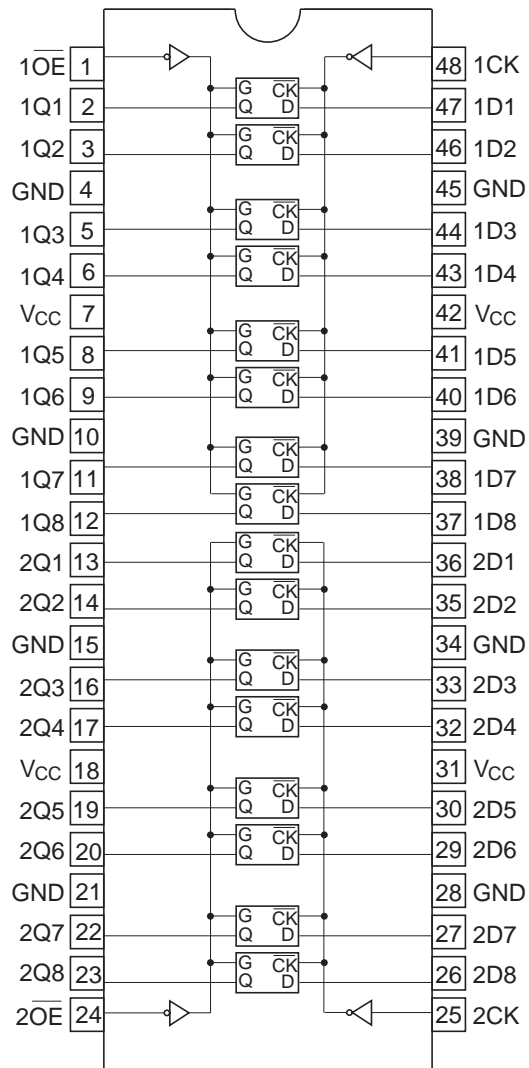 1O̅E̅ 1 48 1CK
G C̅K̅
1Q1 2 Q D 47 1D1
G C̅K̅
1Q2 3 Q D 46 1D2
GND 4 45 GND
G C̅K̅
1Q3 5 Q D 44 1D3
G C̅K̅
1Q4 6 Q D 43 1D4
VCC 7 42 VCC
G C̅K̅
1Q5 8 Q D 41 1D5
G C̅K̅
1Q6 9 Q D 40 1D6
GND 10 39 GND
G C̅K̅
1Q7 11 Q D 38 1D7
G C̅K̅
1Q8 12 Q D 37 1D8
G C̅K̅
2Q1 13 Q D 36 2D1
G C̅K̅
2Q2 14 Q D 35 2D2
GND 15 34 GND
G C̅K̅
2Q3 16 Q D 33 2D3
G C̅K̅
2Q4 17 Q D 32 2D4
VCC 18 31 VCC
G C̅K̅
2Q5 19 Q D 30 2D5
G C̅K̅
2Q6 20 Q D 29 2D6
GND 21 28 GND
G C̅K̅
2Q7 22 Q D 27 2D7
G C̅K̅
2Q8 23 Q D 26 2D8
2O̅E̅ 24 25 2CK